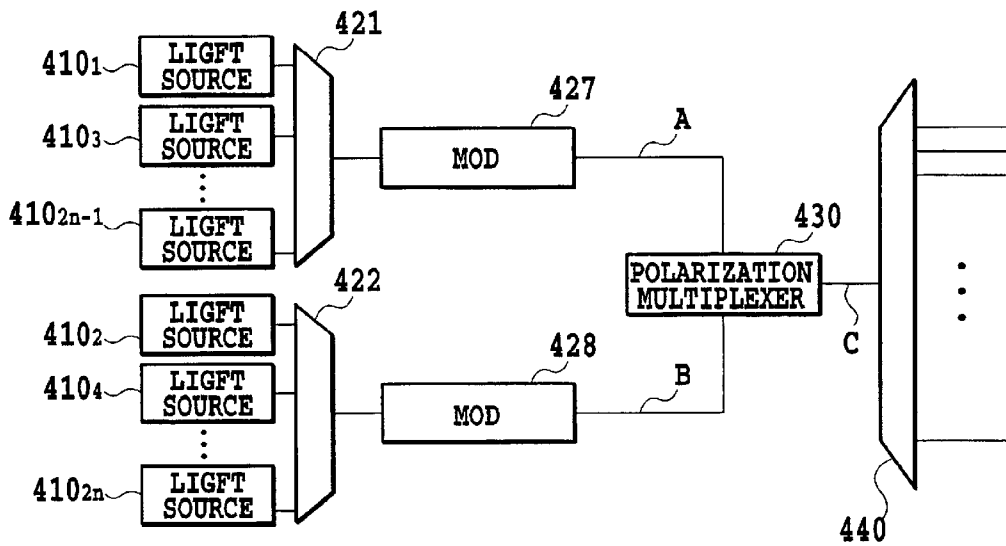 421
410₁
LIGFT
SOURCE
427
A
410₃
LIGFT
SOURCE
MOD
410₂ₙ₋₁
LIGFT
SOURCE
430
POLARIZATION
MULTIPLEXER
C
422
410₂
LIGFT
SOURCE
428
B
410₄
LIGFT
SOURCE
MOD
410₂ₙ
LIGFT
SOURCE
440